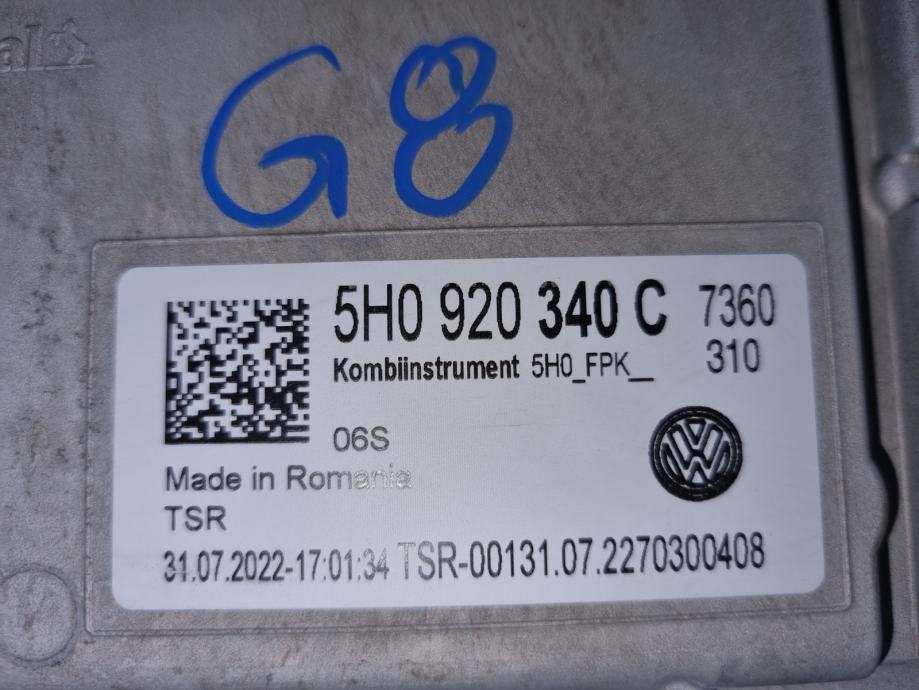 G8
5H0 920 340 C 7360
Kombiinstrument 5H0_FPK__ 310
06S
Made in Romania
TSR
31.07.2022-17:01:34 TSR-00131.07.2270300408